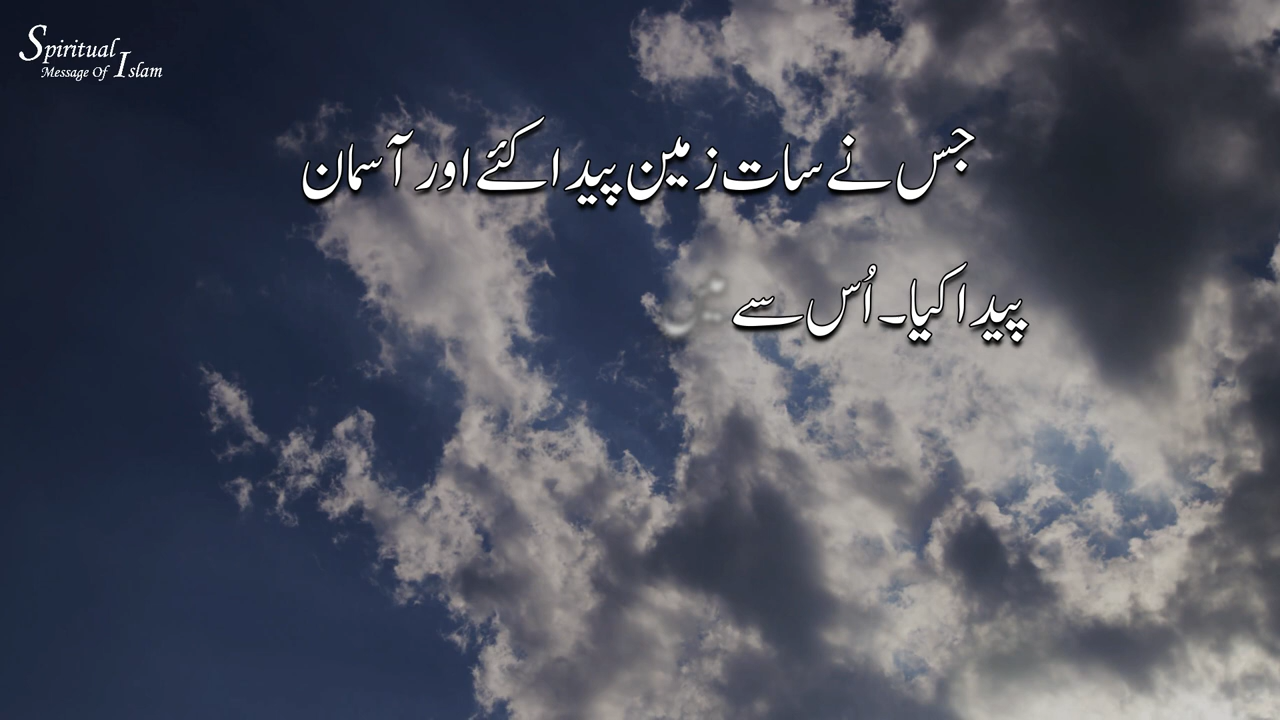 Spiritual
Message Of Islam
جس نے سات زمین پیدا کئے اور آسمان
پیدا کیا۔ اُس سے